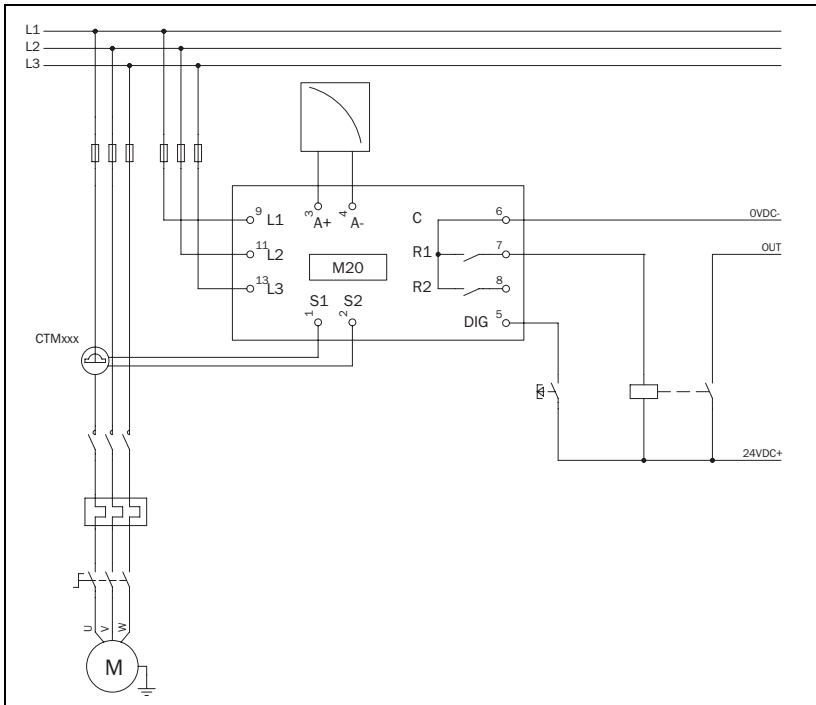 L1
L2
L3
9 L1
3 A+
4 A-
C 6
0VDC-
11 L2
R1 7
OUT
M20
13 L3
R2 8
S1 S2
1 2
DIG 5
CTMxxx
24VDC+
U V W
M